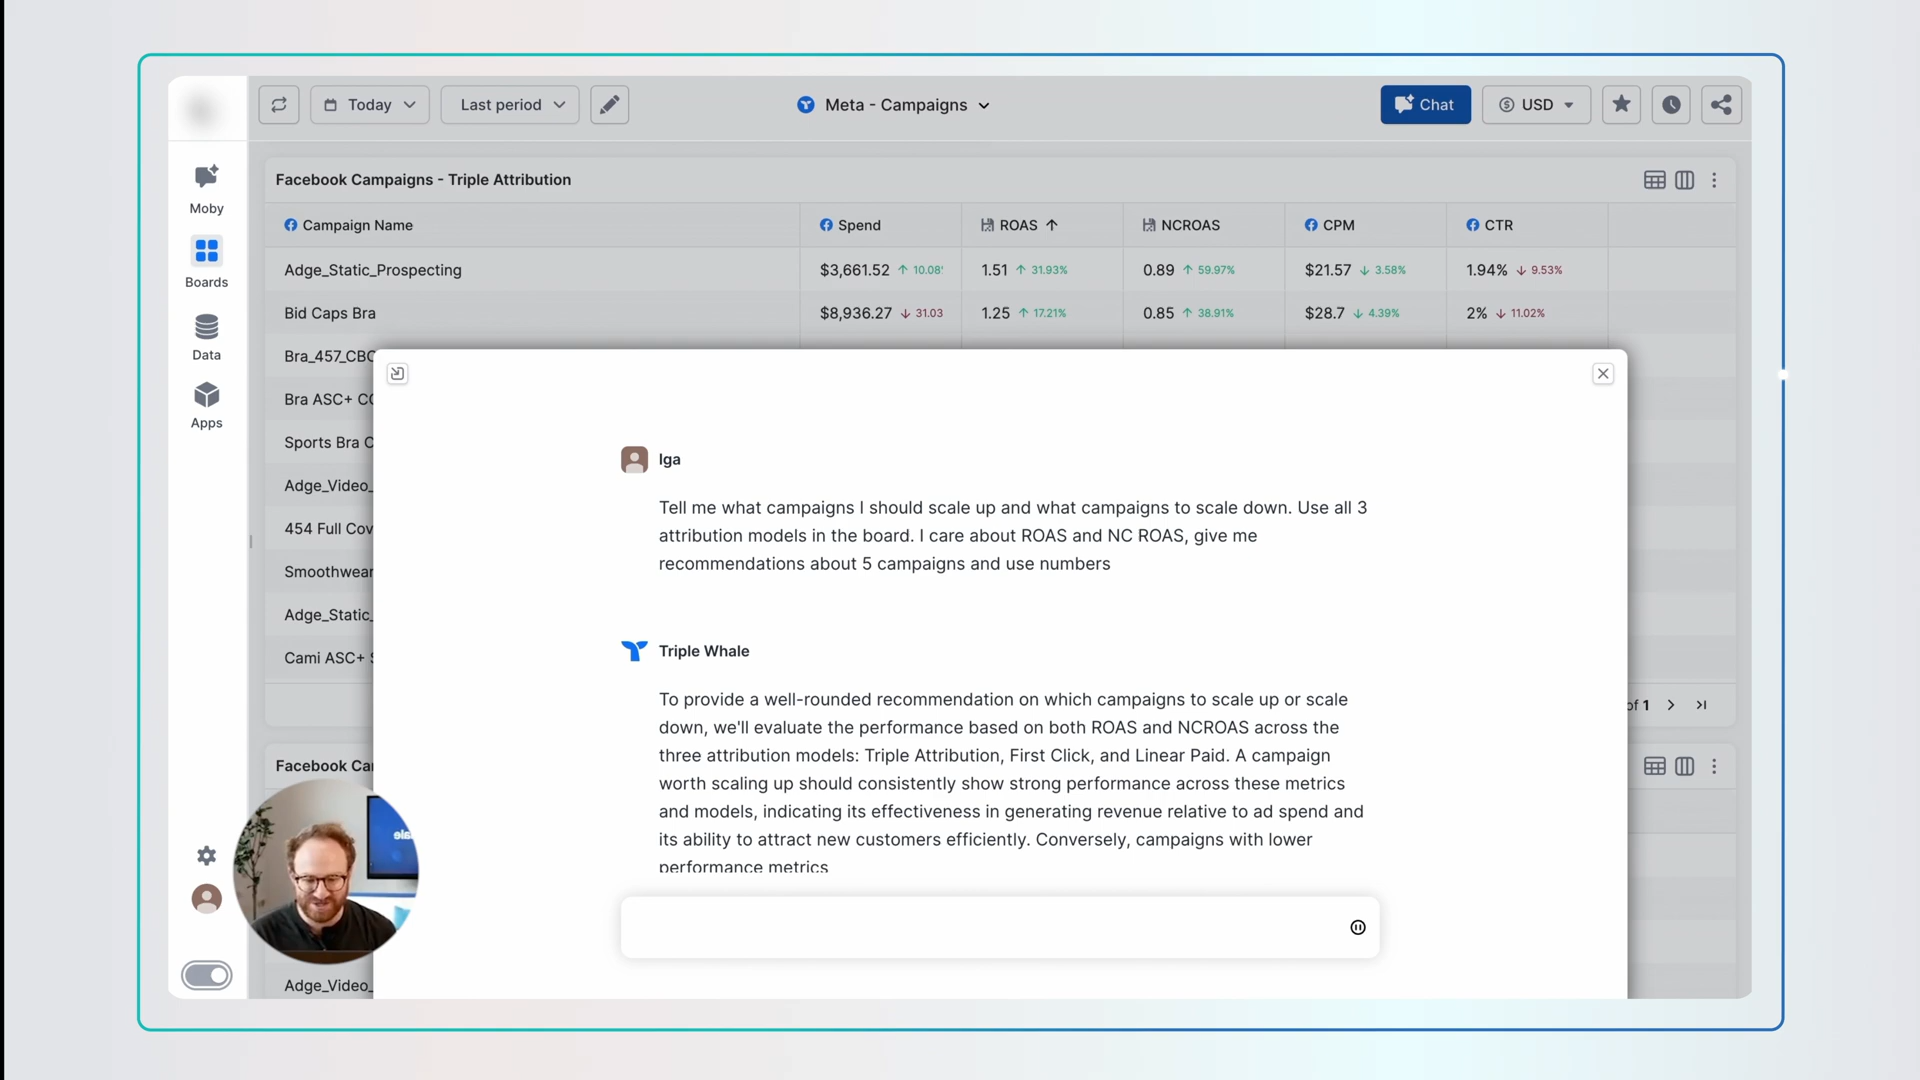 Today
Last period
Meta - Campaigns
Chat
USD
Moby
Boards
Data
Apps
Facebook Campaigns - Triple Attribution
Campaign Name Spend ROAS NCROAS CPM CTR
Adge_Static_Prospecting $3,661.52 ↑ 10.08' 1.51 ↑ 31.93% 0.89 ↑ 59.97% $21.57 ↓ 3.58% 1.94% ↓ 9.53%
Bid Caps Bra $8,936.27 ↓ 31.03 1.25 ↑ 17.21% 0.85 ↑ 38.91% $28.7 ↓ 4.39% 2% ↓ 11.02%
Bra_457_CBO
Bra ASC+ CO
Sports Bra C
Adge_Video_
454 Full Cov
Smoothwear
Adge_Static_
Cami ASC+ S
of 1
Facebook Ca
Adge_Video_
Iga
Tell me what campaigns I should scale up and what campaigns to scale down. Use all 3
attribution models in the board. I care about ROAS and NC ROAS, give me
recommendations about 5 campaigns and use numbers
Triple Whale
To provide a well-rounded recommendation on which campaigns to scale up or scale
down, we'll evaluate the performance based on both ROAS and NCROAS across the
three attribution models: Triple Attribution, First Click, and Linear Paid. A campaign
worth scaling up should consistently show strong performance across these metrics
and models, indicating its effectiveness in generating revenue relative to ad spend and
its ability to attract new customers efficiently. Conversely, campaigns with lower
performance metrics